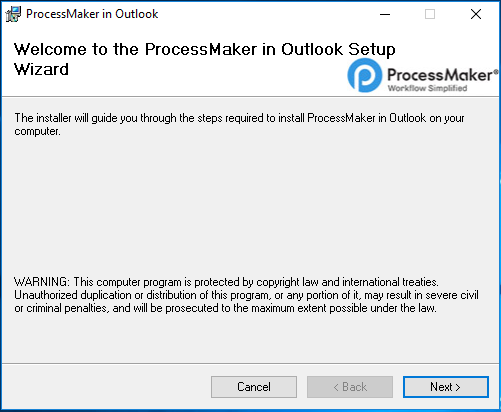 ProcessMaker in Outlook
Welcome to the ProcessMaker in Outlook Setup
Wizard
ProcessMaker®
Workflow Simplified
The installer will guide you through the steps required to install ProcessMaker in Outlook on your
computer.
WARNING: This computer program is protected by copyright law and international treaties.
Unauthorized duplication or distribution of this program, or any portion of it, may result in severe civil
or criminal penalties, and will be prosecuted to the maximum extent possible under the law.
Cancel
< Back
Next >